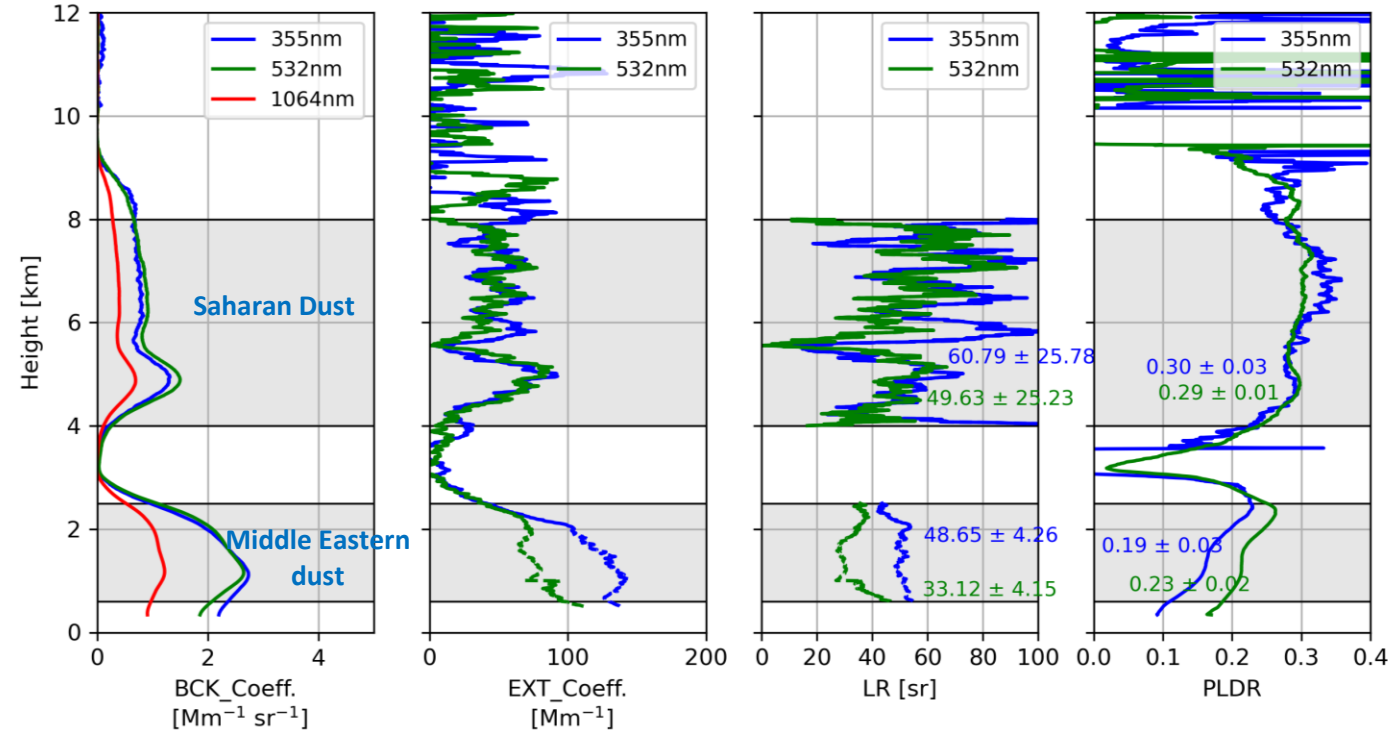 12
10
8
6
4
2
0
Height [km]
355nm
532nm
1064nm
Saharan Dust
Middle Eastern
dust
0
2
4
BCK_Coeff.
[Mm⁻¹ sr⁻¹]
355nm
532nm
0
100
200
EXT_Coeff.
[Mm⁻¹]
355nm
532nm
60.79 ± 25.78
49.63 ± 25.23
48.65 ± 4.26
33.12 ± 4.15
0
20
40
60
80
100
LR [sr]
355nm
532nm
0.30 ± 0.03
0.29 ± 0.01
0.19 ± 0.03
0.23 ± 0.02
0.0
0.1
0.2
0.3
0.4
PLDR